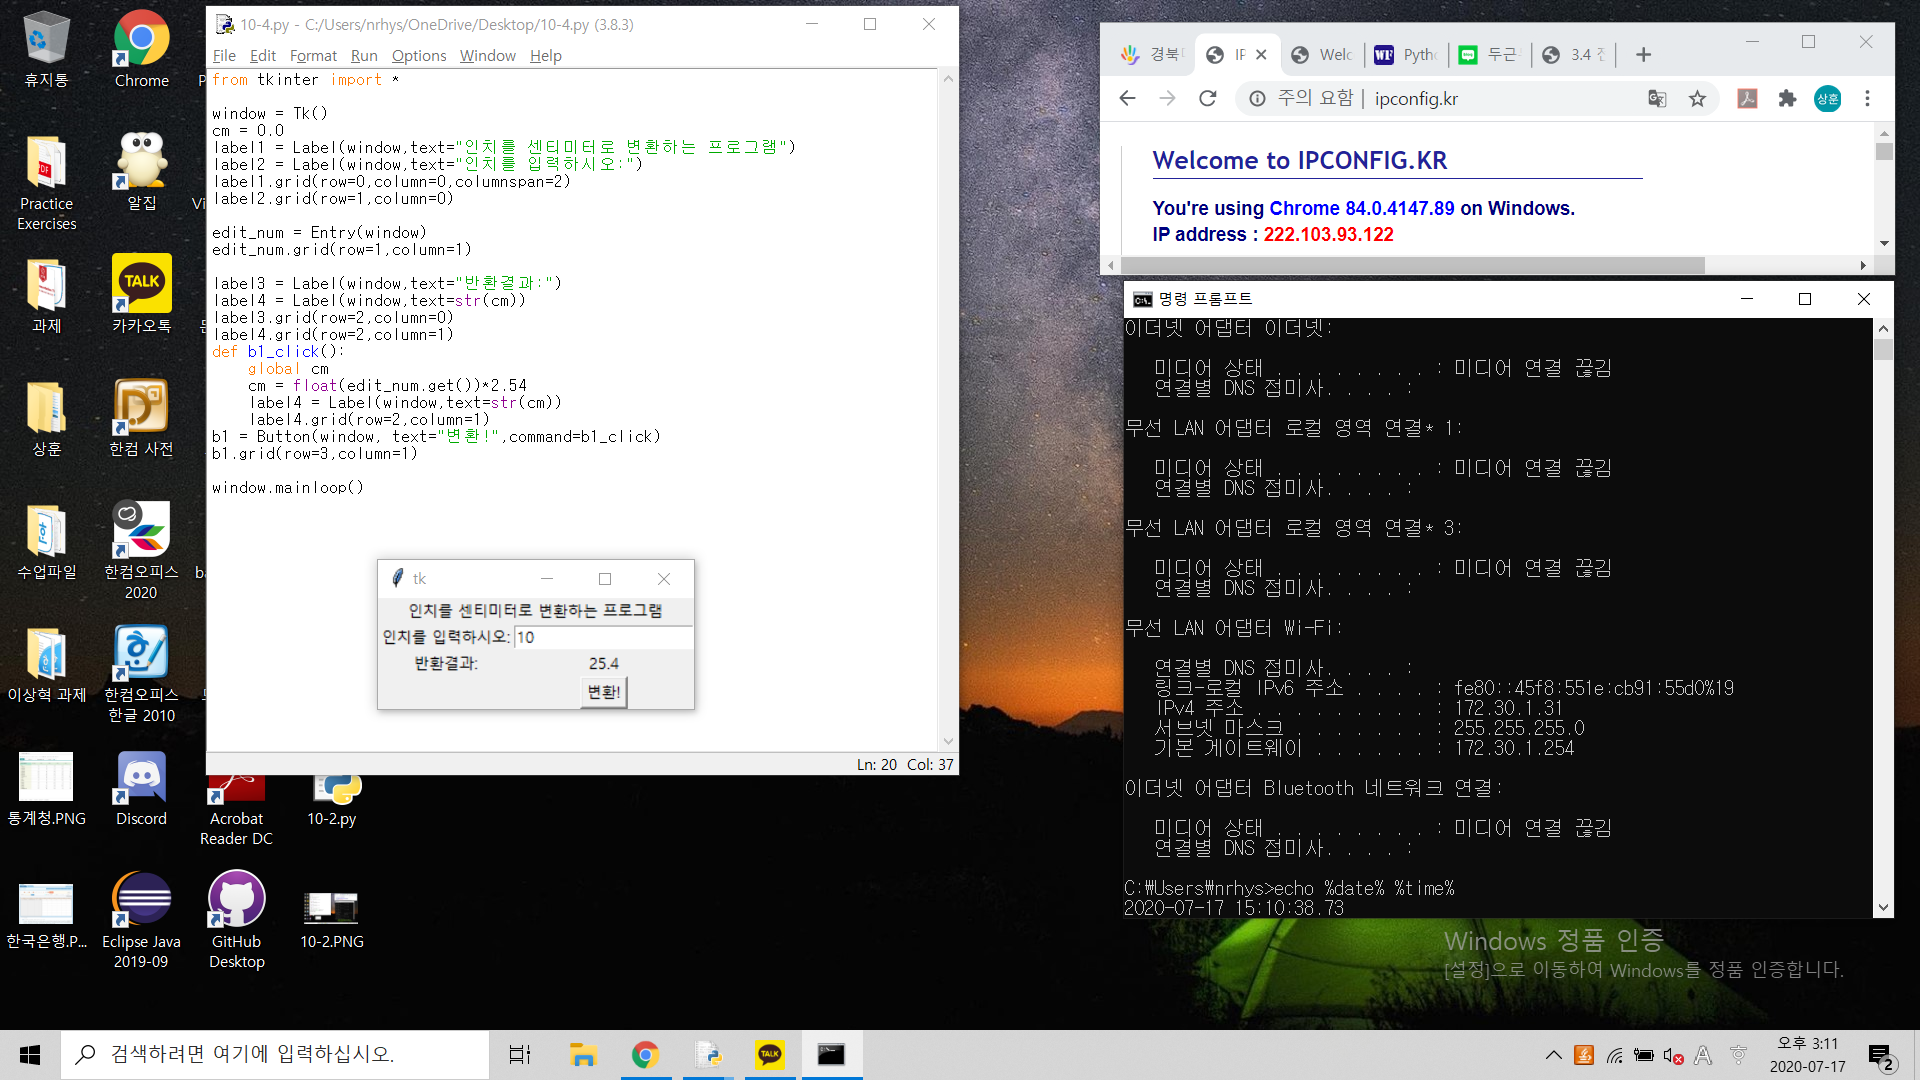 휴지통
Chrome
Practice
Exercises
알집
과제
카카오톡
상훈
한컴 사전
수업파일
한컴오피스
2020
이상혁 과제
한컴오피스
한글 2010
통계청.PNG
Discord
Acrobat
Reader DC
10-2.py
한국은행.P...
Eclipse Java
2019-09
GitHub
Desktop
10-2.PNG
10-4.py - C:/Users/nrhys/OneDrive/Desktop/10-4.py (3.8.3)
File Edit Format Run Options Window Help
from tkinter import *
window = Tk()
cm = 0.0
label1 = Label(window,text="인치를 센티미터로 변환하는 프로그램")
label2 = Label(window,text="인치를 입력하시오:")
label1.grid(row=0,column=0,columnspan=2)
label2.grid(row=1,column=0)
edit_num = Entry(window)
edit_num.grid(row=1,column=1)
label3 = Label(window,text="반환결과:")
label4 = Label(window,text=str(cm))
label3.grid(row=2,column=0)
label4.grid(row=2,column=1)
def b1_click():
    global cm
    cm = float(edit_num.get())*2.54
    label4 = Label(window,text=str(cm))
    label4.grid(row=2,column=1)
b1 = Button(window, text="변환!",command=b1_click)
b1.grid(row=3,column=1)
window.mainloop()
tk
인치를 센티미터로 변환하는 프로그램
인치를 입력하시오: 10
반환결과: 25.4
변환!
Ln: 20 Col: 37
경북 IP Welc Pyth 두근 3.4
주의 요함 | ipconfig.kr
상훈
Welcome to IPCONFIG.KR
You're using Chrome 84.0.4147.89 on Windows.
IP address : 222.103.93.122
명령 프롬프트
이더넷 어댑터 이더넷:
미디어 상태 . . . . . . . . : 미디어 연결 끊김
연결별 DNS 접미사. . . . :
무선 LAN 어댑터 로컬 영역 연결* 1:
미디어 상태 . . . . . . . . : 미디어 연결 끊김
연결별 DNS 접미사. . . . :
무선 LAN 어댑터 로컬 영역 연결* 3:
미디어 상태 . . . . . . . . : 미디어 연결 끊김
연결별 DNS 접미사. . . . :
무선 LAN 어댑터 Wi-Fi:
연결별 DNS 접미사. . . . :
링크-로컬 IPv6 주소 . . . . : fe80::45f8:551e:cb91:55d0%19
IPv4 주소 . . . . . . . . . : 172.30.1.31
서브넷 마스크 . . . . . . . : 255.255.255.0
기본 게이트웨이 . . . . . . : 172.30.1.254
이더넷 어댑터 Bluetooth 네트워크 연결:
미디어 상태 . . . . . . . . : 미디어 연결 끊김
연결별 DNS 접미사. . . . :
C:₩Users₩nrhys>echo %date% %time%
2020-07-17 15:10:38.73
Windows 정품 인증
[설정]으로 이동하여 Windows를 정품 인증합니다.
검색하려면 여기에 입력하십시오.
TALK
A
오후 3:11
2020-07-17
2